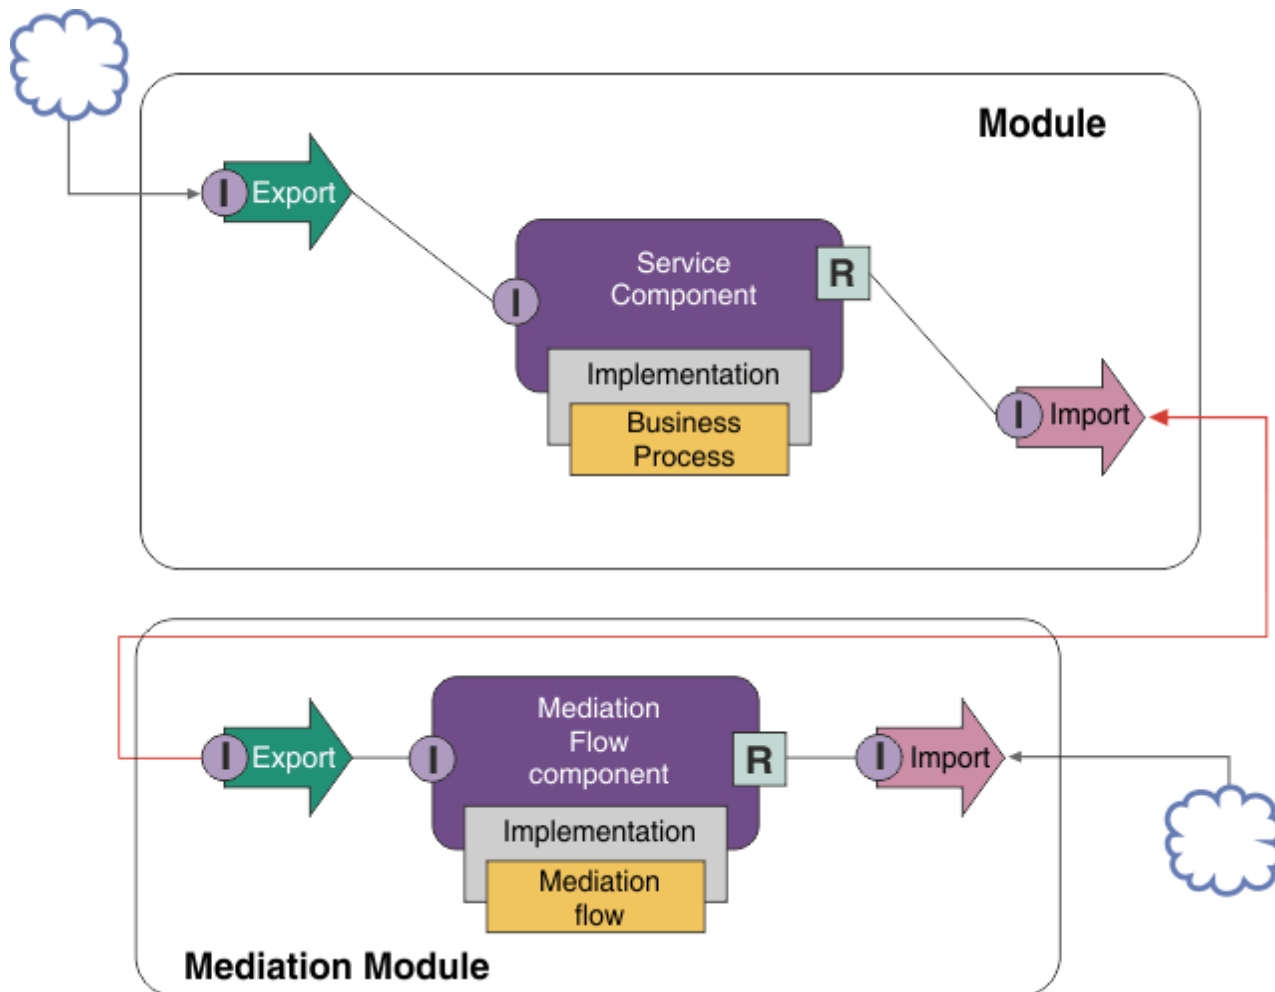 Module
I
Export
Service
Component
R
I
Implementation
Business
Process
I
Import
I
Export
I
Mediation
Flow
component
R
Implementation
Mediation
flow
I
Import
Mediation Module